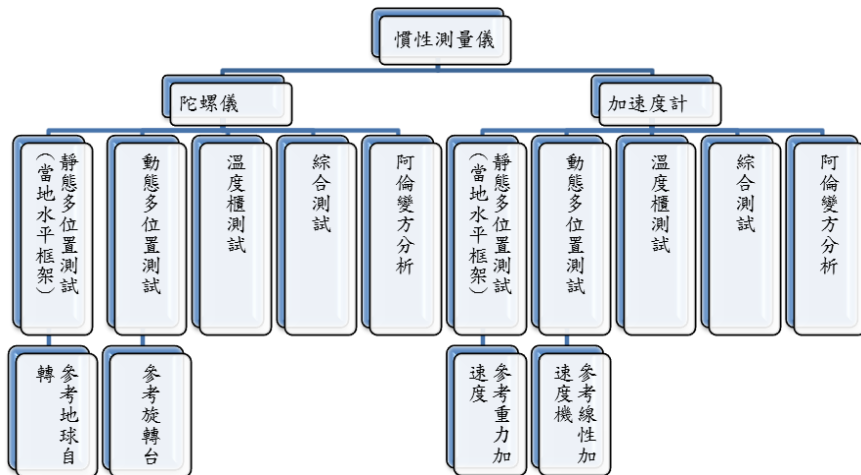 慣性測量儀
陀螺儀
加速度計
靜態多位置測試
（當地水平框架）
動態多位置測試
溫度櫃測試
綜合測試
阿倫變方分析
靜態多位置測試
（當地水平框架）
動態多位置測試
溫度櫃測試
綜合測試
阿倫變方分析
參考地球自
轉
參考旋轉台
參考重力加
速度
參考線性加
速度機